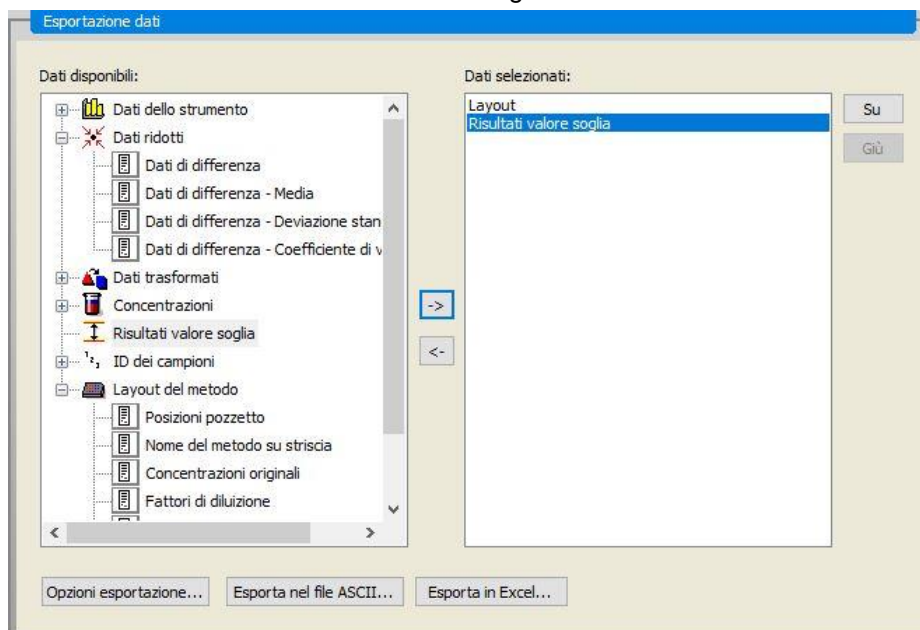 Esportazione dati
Dati disponibili:
Dati dello strumento
Dati ridotti
Dati di differenza
Dati di differenza - Media
Dati di differenza - Deviazione stan
Dati di differenza - Coefficiente di v
Dati trasformati
Concentrazioni
Risultati valore soglia
ID dei campioni
Layout del metodo
Posizioni pozzetto
Nome del metodo su striscia
Concentrazioni originali
Fattori di diluizione
->
<-
Dati selezionati:
Layout
Risultati valore soglia
Su
Giù
Opzioni esportazione...
Esporta nel file ASCII...
Esporta in Excel...